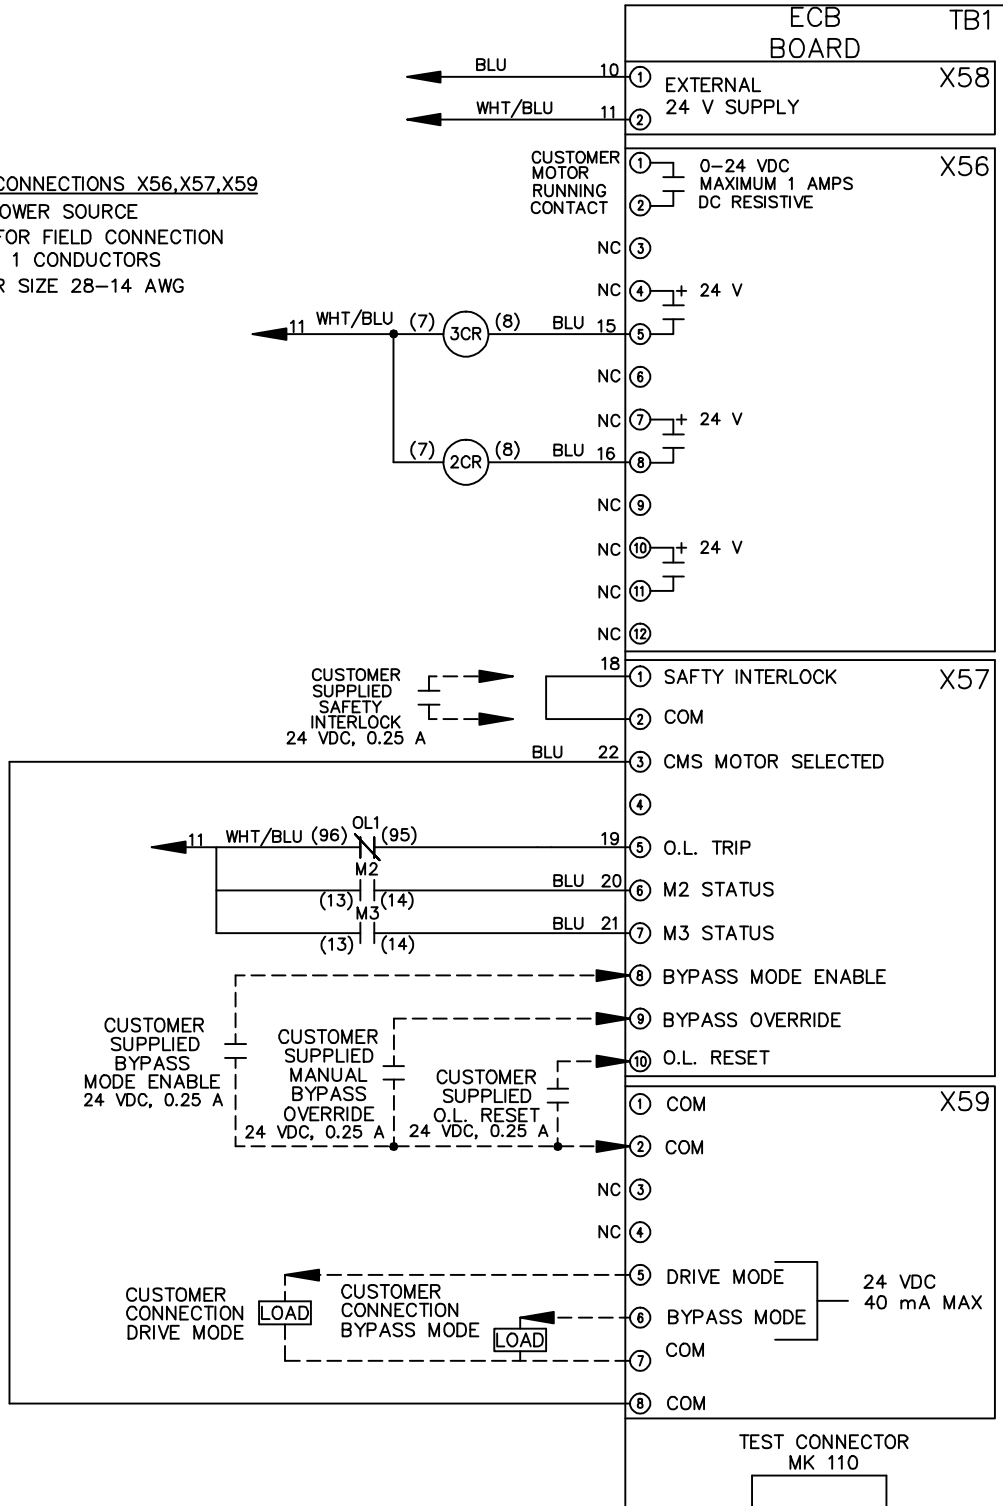 ECB
BOARD
TB1
BLU 10 1 EXTERNAL X58
24 V SUPPLY
WHT/BLU 11 2
CONNECTIONS X56,X57,X59
OWER SOURCE
FOR FIELD CONNECTION
1 CONDUCTORS
R SIZE 28-14 AWG
CUSTOMER
MOTOR
RUNNING
CONTACT
1 0-24 VDC X56
MAXIMUM 1 AMPS
2 DC RESISTIVE
NC 3
NC 4 + 24 V
11 WHT/BLU (7) 3CR (8) BLU 15 5
NC 6
NC 7 + 24 V
(7) 2CR (8) BLU 16 8
NC 9
NC 10 + 24 V
NC 11
NC 12
CUSTOMER
SUPPLIED
SAFETY
INTERLOCK
24 VDC, 0.25 A
18 1 SAFTY INTERLOCK X57
2 COM
BLU 22 3 CMS MOTOR SELECTED
4
11 WHT/BLU (96) OL1 (95) 19 5 O.L. TRIP
M2
(13) (14) BLU 20 6 M2 STATUS
M3
(13) (14) BLU 21 7 M3 STATUS
8 BYPASS MODE ENABLE
9 BYPASS OVERRIDE
10 O.L. RESET
CUSTOMER
SUPPLIED
BYPASS
MODE ENABLE
24 VDC, 0.25 A
CUSTOMER
SUPPLIED
MANUAL
BYPASS
OVERRIDE
24 VDC, 0.25 A
CUSTOMER
SUPPLIED
O.L. RESET
24 VDC, 0.25 A
1 COM X59
2 COM
NC 3
NC 4
5 DRIVE MODE
6 BYPASS MODE
24 VDC
40 mA MAX
7 COM
8 COM
CUSTOMER
CONNECTION
DRIVE MODE
LOAD
CUSTOMER
CONNECTION
BYPASS MODE
LOAD
TEST CONNECTOR
MK 110